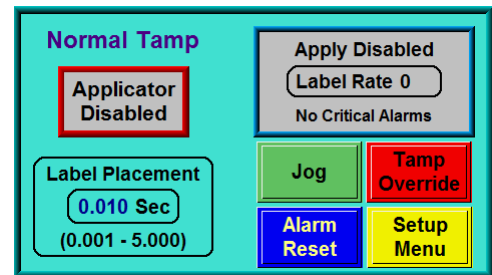 Normal Tamp
Applicator
Disabled
Label Placement
0.010 Sec
(0.001 - 5.000)
Apply Disabled
Label Rate 0
No Critical Alarms
Jog
Tamp
Override
Alarm
Reset
Setup
Menu